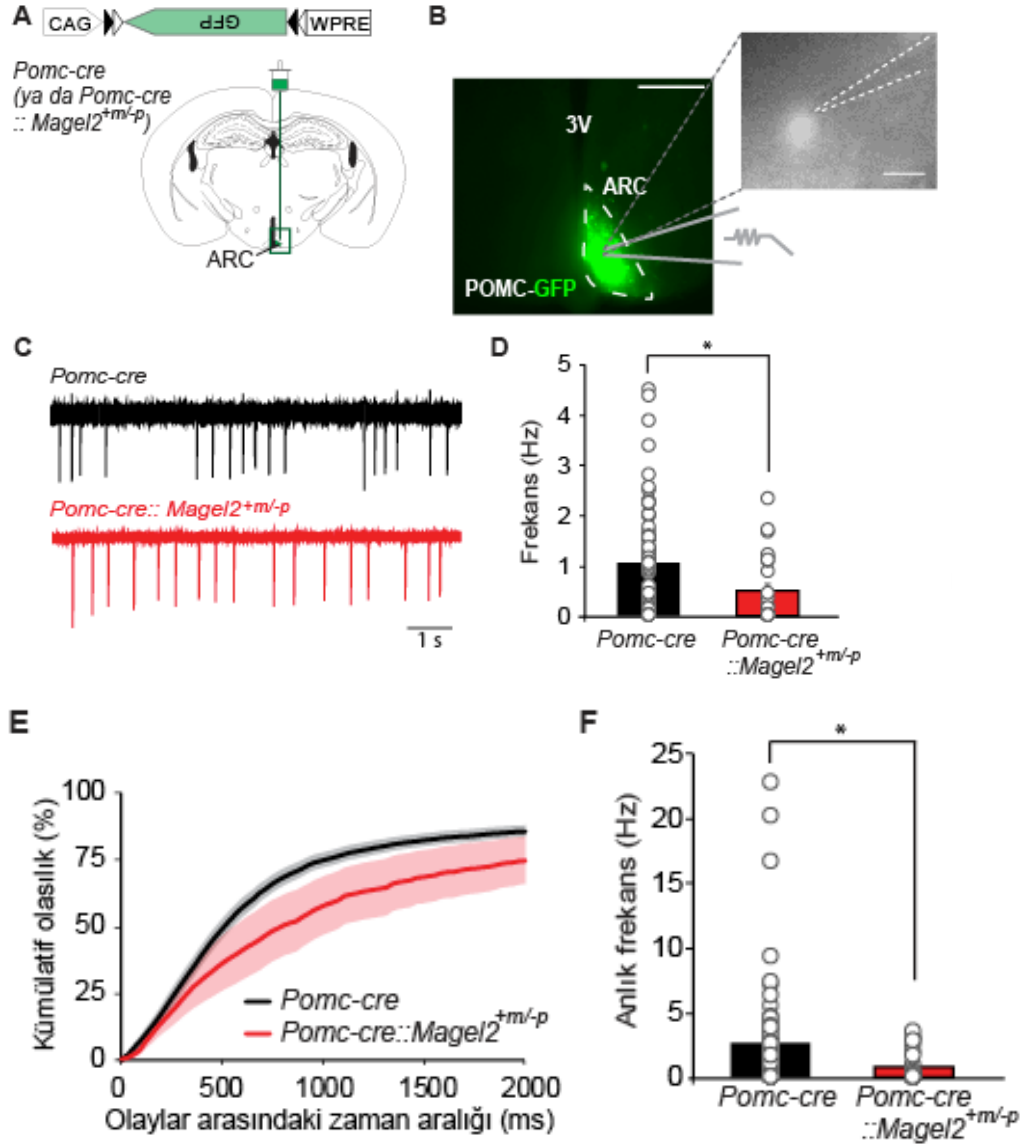 A
CAG
GFP
WPRE
Pomc-cre
(ya da Pomc-cre
:: Magel2+m/-p)
ARC
B
3V
ARC
POMC-GFP
C
Pomc-cre
Pomc-cre:: Magel2+m/-p
1 s
D
*
Frekans (Hz)
5
4
3
2
1
0
Pomc-cre
Pomc-cre
::Magel2+m/-p
E
Kümülatif olasılık (%)
100
75
50
25
0
Pomc-cre
Pomc-cre::Magel2+m/-p
0
500
1000
1500
2000
Olaylar arasındaki zaman aralığı (ms)
F
*
Anlık frekans (Hz)
25
20
15
10
5
0
Pomc-cre
Pomc-cre
::Magel2+m/-p